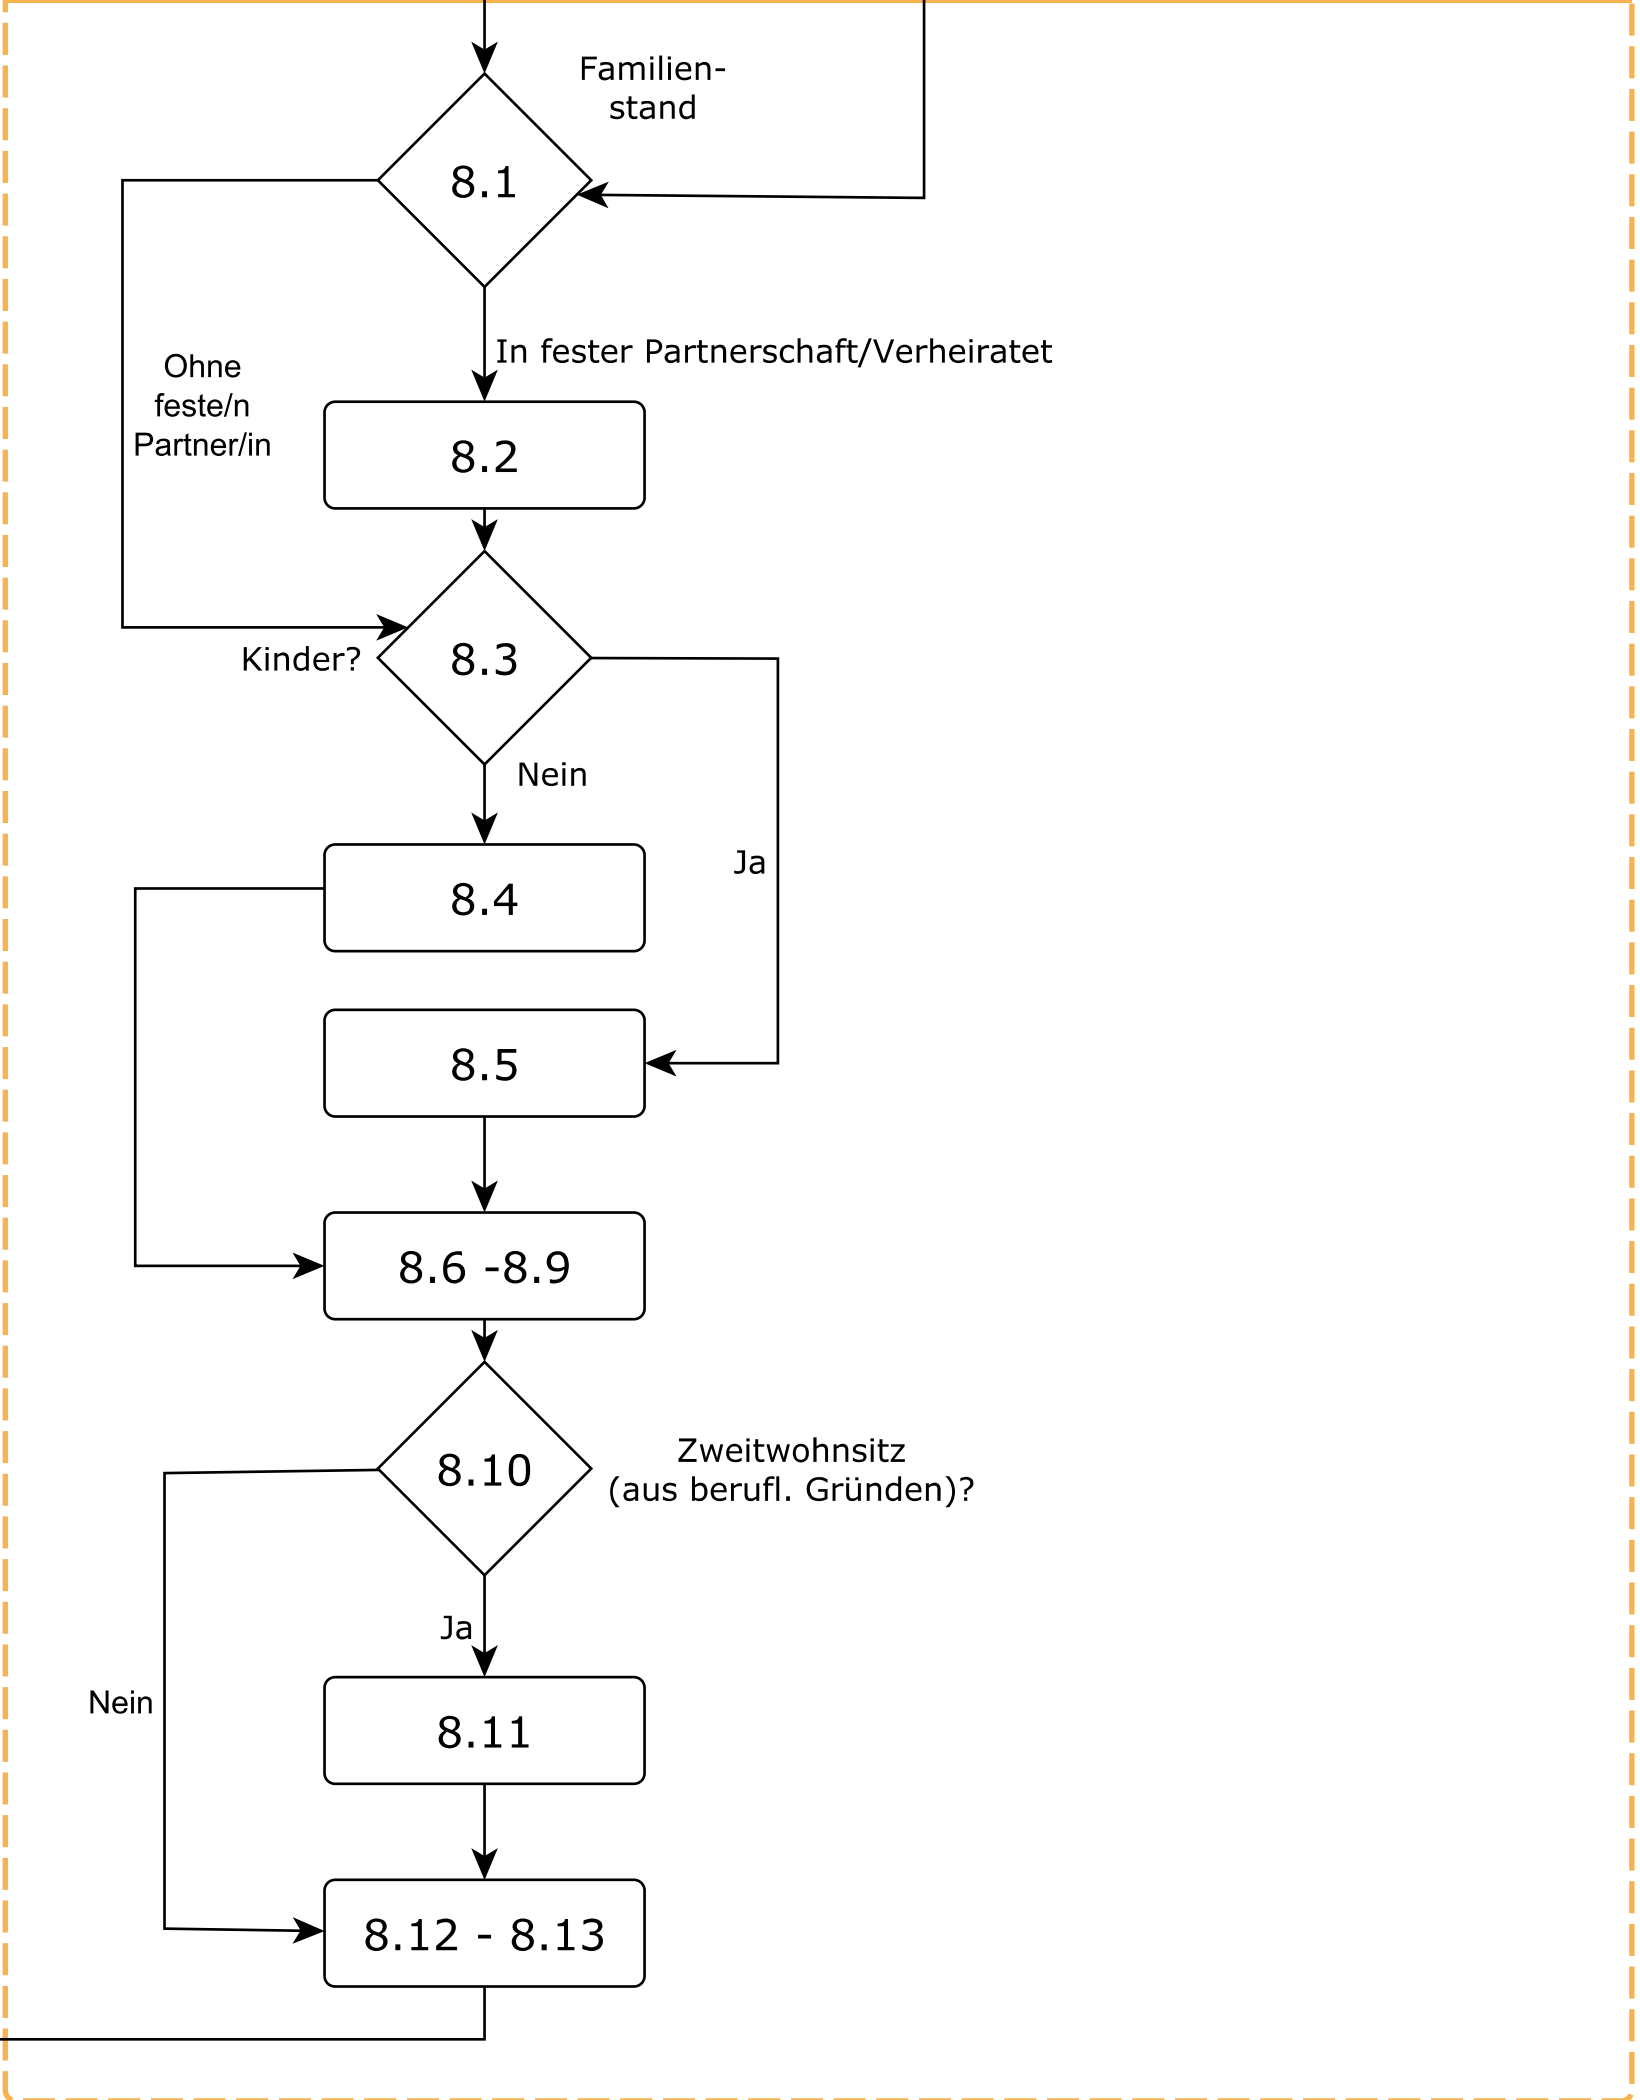 Familien-
stand
8.1
In fester Partnerschaft/Verheiratet
Ohne
feste/n
Partner/in
8.2
Kinder?
8.3
Nein
Ja
8.4
8.5
8.6 -8.9
8.10
Zweitwohnsitz
(aus berufl. Gründen)?
Ja
Nein
8.11
8.12 - 8.13